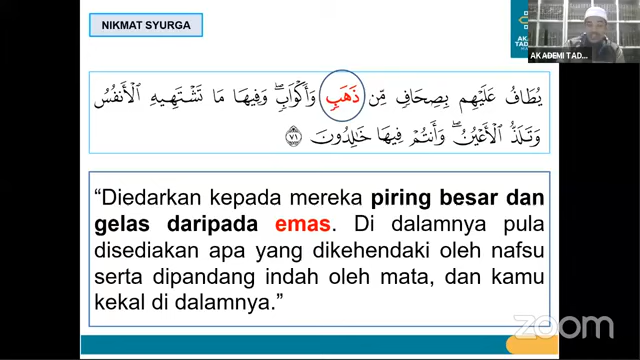 NIKMAT SYURGA
AKADEMI TAD...
يُطَافُ عَلَيْهِم بِصِحَافٍ مِّن ذَهَبٍ وَأَكْوَابٍ ۖ وَفِيهَا مَا تَشْتَهِيهِ الْأَنفُسُ
وَتَلَذُّ الْأَعْيُنُ ۖ وَأَنتُمْ فِيهَا خَالِدُونَ ﴿٧١﴾
“Diedarkan kepada mereka piring besar dan
gelas daripada emas. Di dalamnya pula
disediakan apa yang dikehendaki oleh nafsu
serta dipandang indah oleh mata, dan kamu
kekal di dalamnya.”
zoom